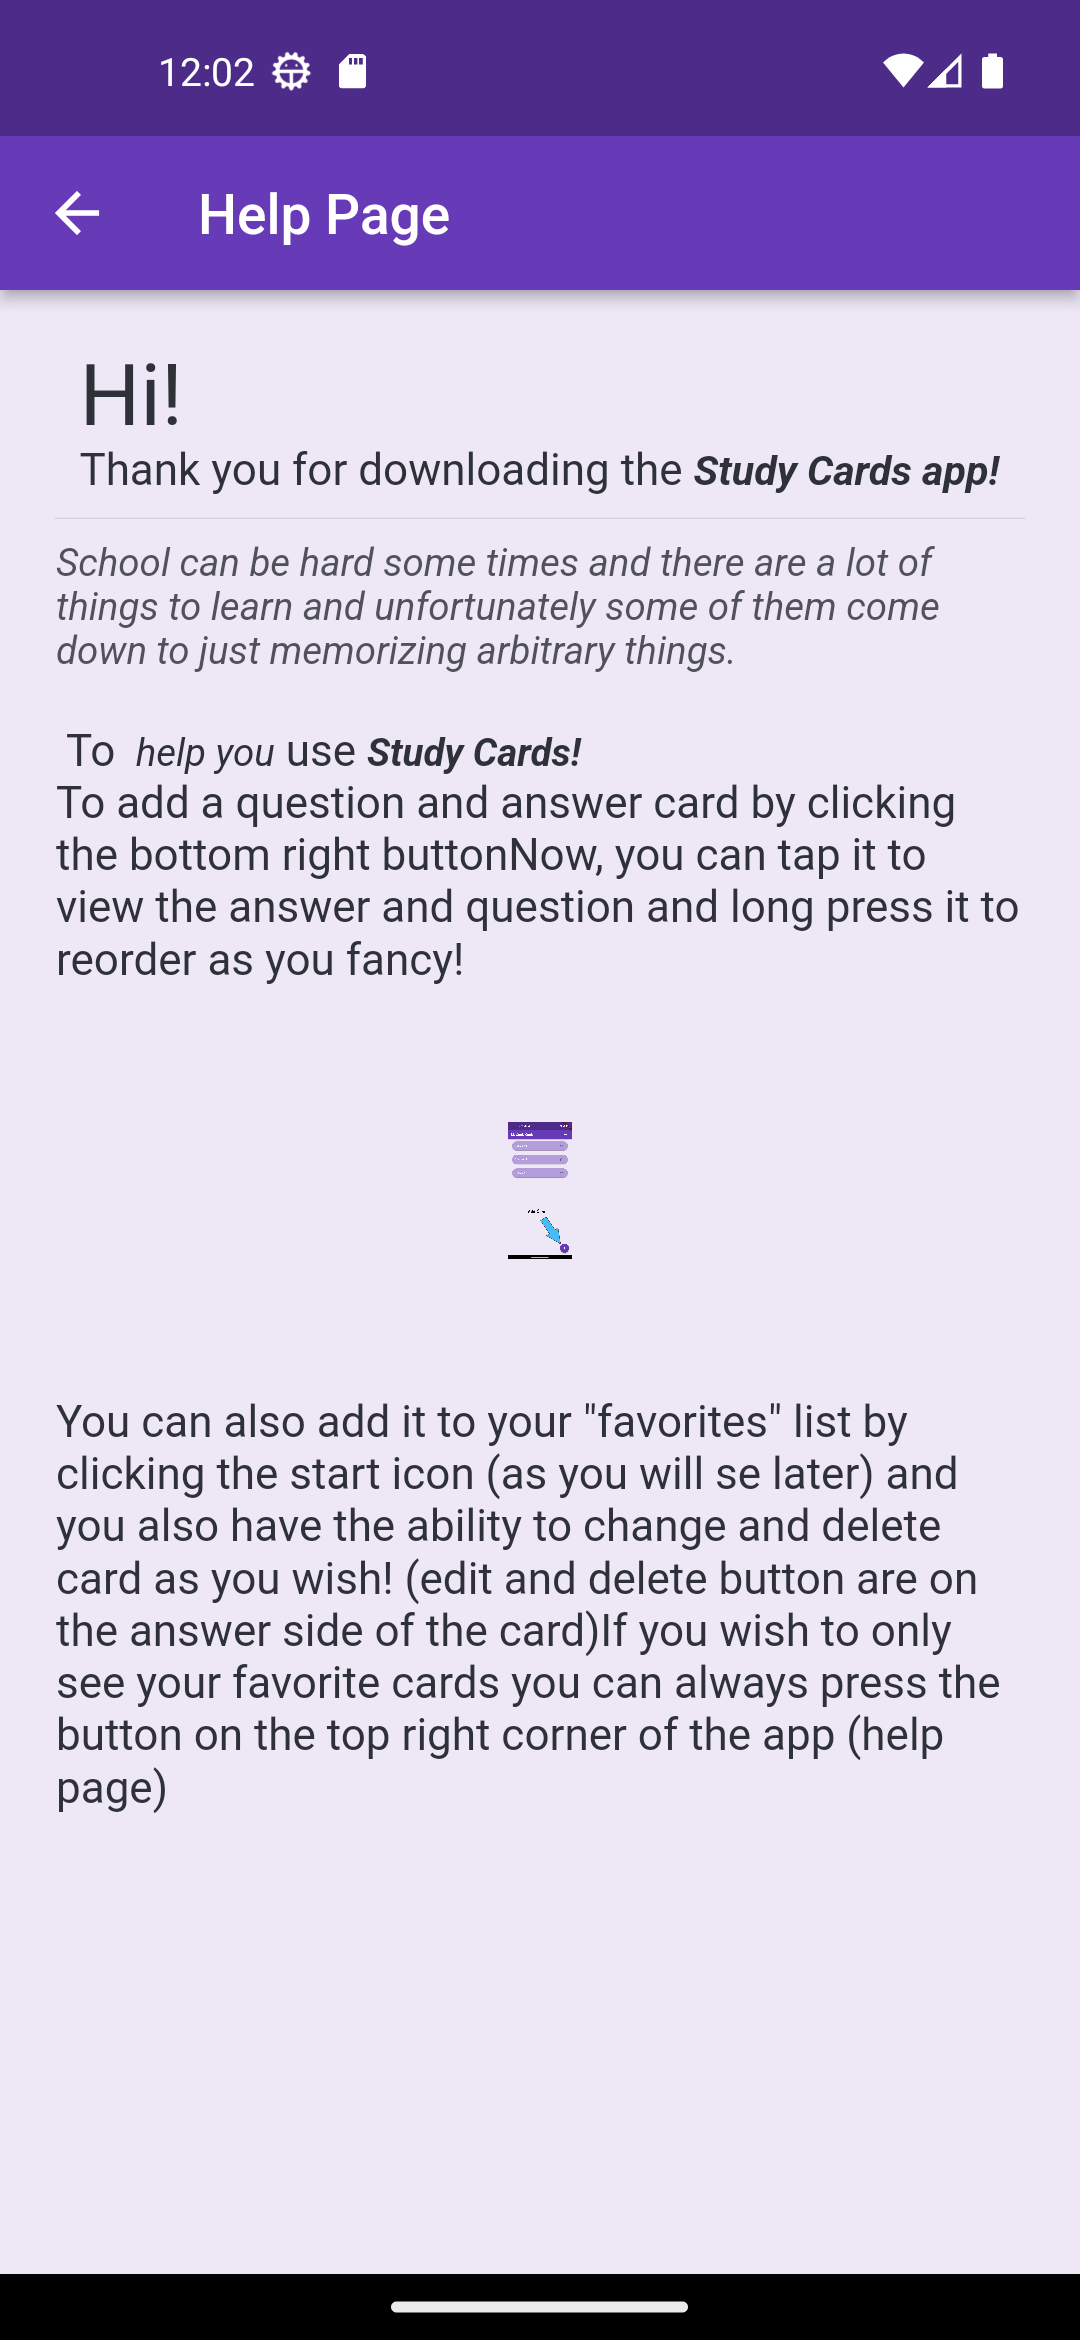 12:02
Help Page
Hi!
Thank you for downloading the Study Cards app!
School can be hard some times and there are a lot of
things to learn and unfortunately some of them come
down to just memorizing arbitrary things.
To help you use Study Cards!
To add a question and answer card by clicking
the bottom right buttonNow, you can tap it to
view the answer and question and long press it to
reorder as you fancy!
You can also add it to your "favorites" list by
clicking the start icon (as you will se later) and
you also have the ability to change and delete
card as you wish! (edit and delete button are on
the answer side of the card)If you wish to only
see your favorite cards you can always press the
button on the top right corner of the app (help
page)